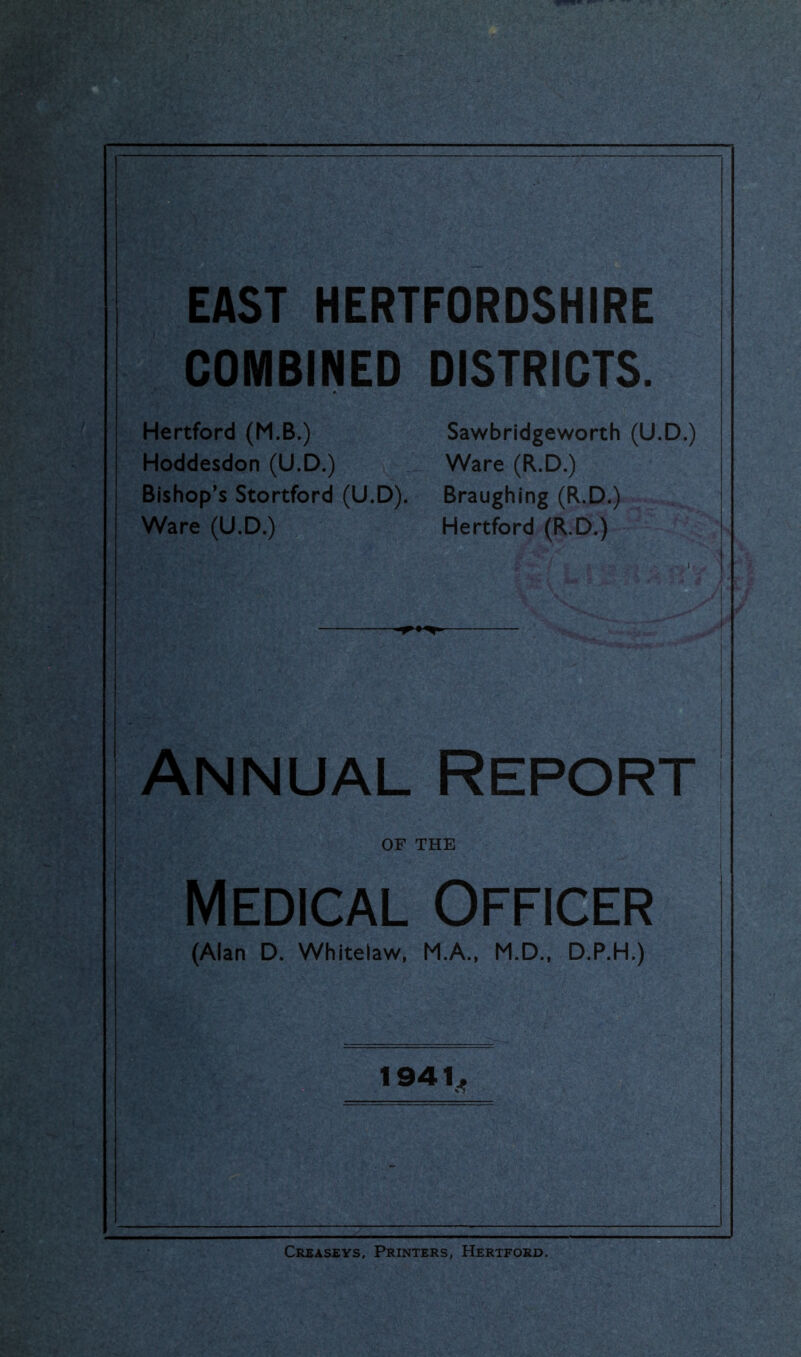 EAST HERTFORDSHIRE
COMBINED DISTRICTS.
Hertford (M.B.)
Hoddesdon (U.D.)
Bishop's Stortford (U.D).
Ware (U.D.)
Sawbridgeworth (U.D.)
Ware (R.D.)
Braughing (R.D.)
Hertford (R.D.)
LIBRARY
ANNUAL REPORT
OF THE
MEDICAL OFFICER
(Alan D. Whitelaw, M.A., M.D., D.P.H.)
1941.
CREASEYS, PRINTERS, HERTFORD.